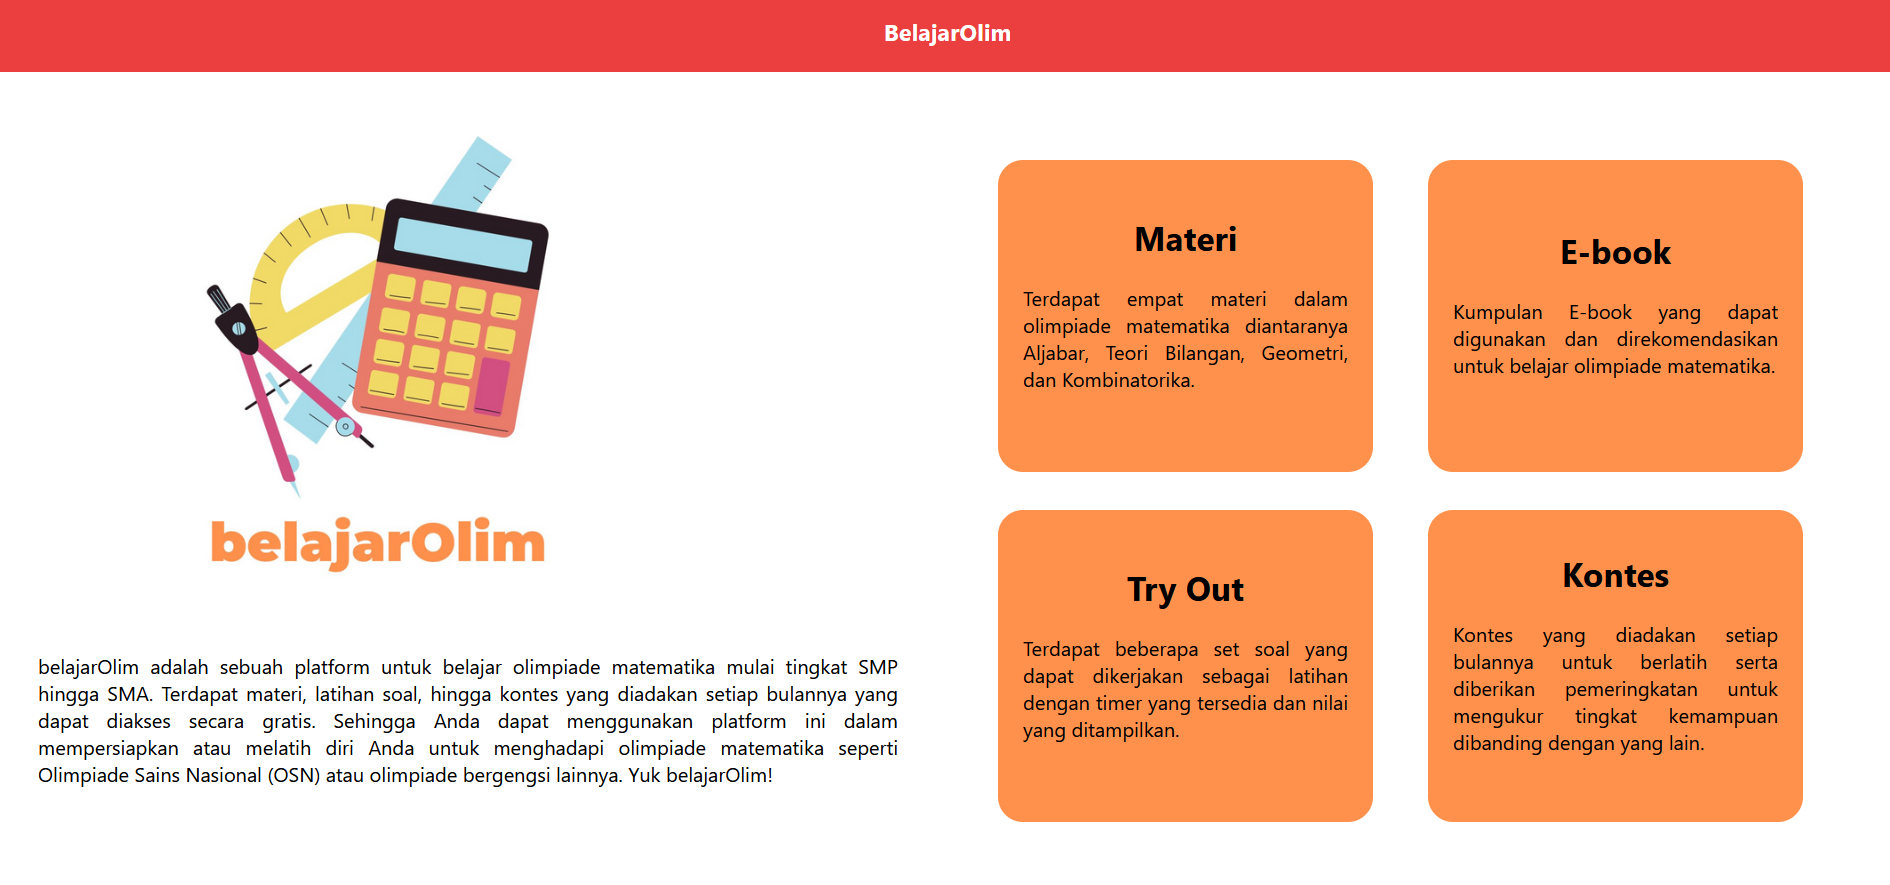 BelajarOlim
belajarOlim
belajarOlim adalah sebuah platform untuk belajar olimpiade matematika mulai tingkat SMP
hingga SMA. Terdapat materi, latihan soal, hingga kontes yang diadakan setiap bulannya yang
dapat diakses secara gratis. Sehingga Anda dapat menggunakan platform ini dalam
mempersiapkan atau melatih diri Anda untuk menghadapi olimpiade matematika seperti
Olimpiade Sains Nasional (OSN) atau olimpiade bergengsi lainnya. Yuk belajarOlim!
Materi
Terdapat empat materi dalam
olimpiade matematika diantaranya
Aljabar, Teori Bilangan, Geometri,
dan Kombinatorika.
E-book
Kumpulan E-book yang dapat
digunakan dan direkomendasikan
untuk belajar olimpiade matematika.
Try Out
Terdapat beberapa set soal yang
dapat dikerjakan sebagai latihan
dengan timer yang tersedia dan nilai
yang ditampilkan.
Kontes
Kontes yang diadakan setiap
bulannya untuk berlatih serta
diberikan pemeringkatan untuk
mengukur tingkat kemampuan
dibanding dengan yang lain.